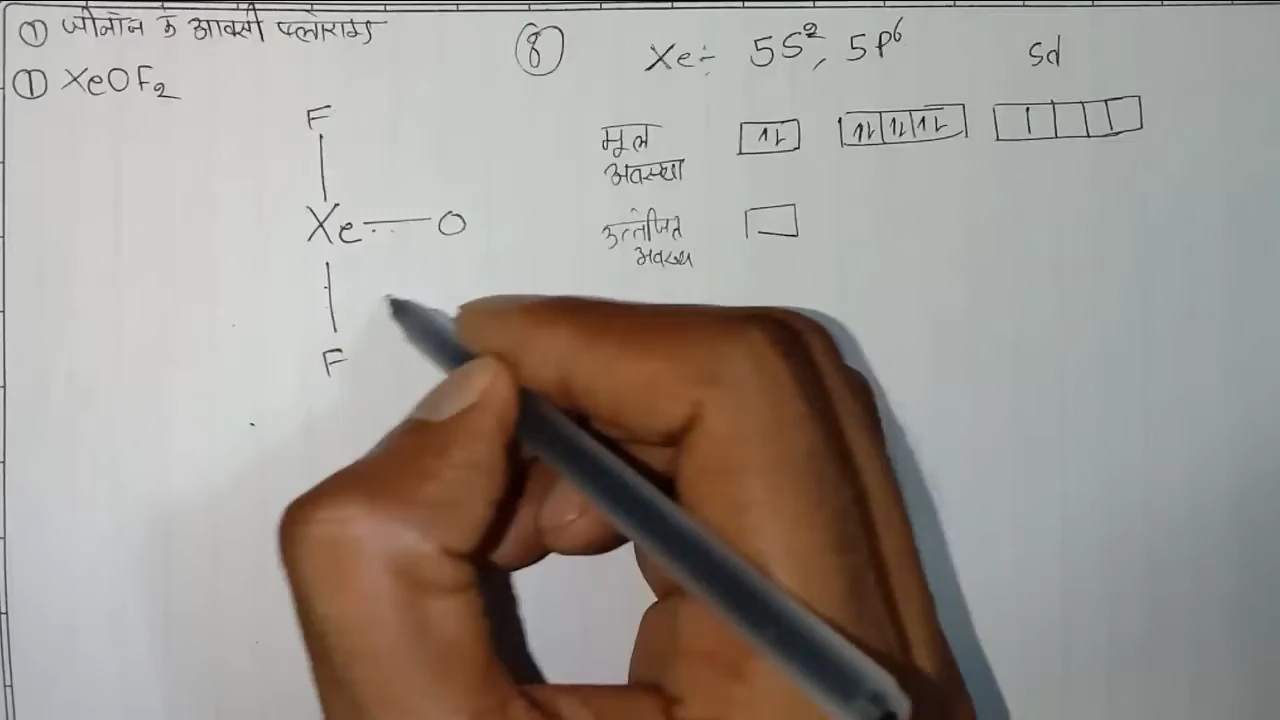 ① जीनॉन के आक्सी फ्लोराइड
① XeOF₂
⑧
Xe÷ 5S², 5P⁶ 5d
मूल अवस्था
उत्तेजित अवस्था
F
Xe O
F